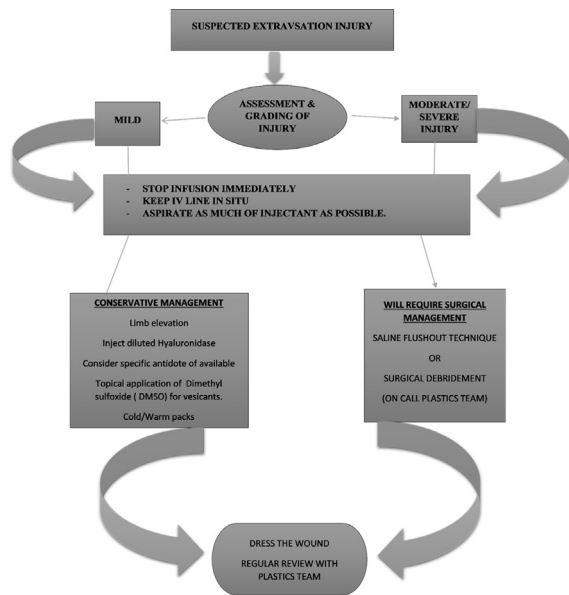 SUSPECTED EXTRAVSATION INJURY
ASSESSMENT &
GRADING OF
INJURY
MILD
MODERATE/
SEVERE
INJURY
- STOP INFUSION IMMEDIATELY
- KEEP IV LINE IN SITU
- ASPIRATE AS MUCH OF INJECTANT AS POSSIBLE.
CONSERVATIVE MANAGEMENT
Limb elevation
Inject diluted Hyaluronidase
Consider specific antidote of available
Topical application of Dimethyl
sulfoxide ( DMSO) for vesicants.
Cold/Warm packs
WILL REQUIRE SURGICAL
MANAGEMENT
SALINE FLUSHOUT TECHNIQUE
OR
SURGICAL DEBRIDEMENT
(ON CALL PLASTICS TEAM)
DRESS THE WOUND
REGULAR REVIEW WITH
PLASTICS TEAM